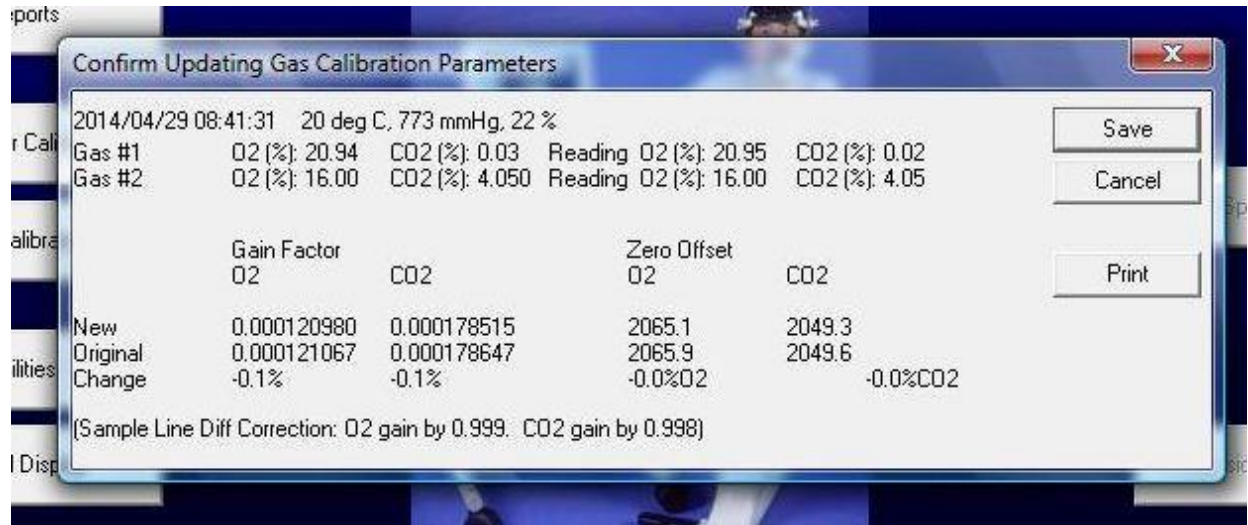 ports
Confirm Updating Gas Calibration Parameters
X
2014/04/29 08:41:31 20 deg C, 773 mmHg, 22 %
Save
r Cali
Gas #1 O2 (%): 20.94 CO2 (%): 0.03 Reading O2 (%): 20.95 CO2 (%): 0.02
Gas #2 O2 (%): 16.00 CO2 (%): 4.050 Reading O2 (%): 16.00 CO2 (%): 4.05
Cancel
Sp
alibra
Gain Factor Zero Offset
O2 CO2 O2 CO2
Print
New 0.000120980 0.000178515 2065.1 2049.3
Original 0.000121067 0.000178647 2065.9 2049.6
ilities
Change -0.1% -0.1% -0.0%O2 -0.0%CO2
(Sample Line Diff Correction: O2 gain by 0.999. CO2 gain by 0.998)
l Disp